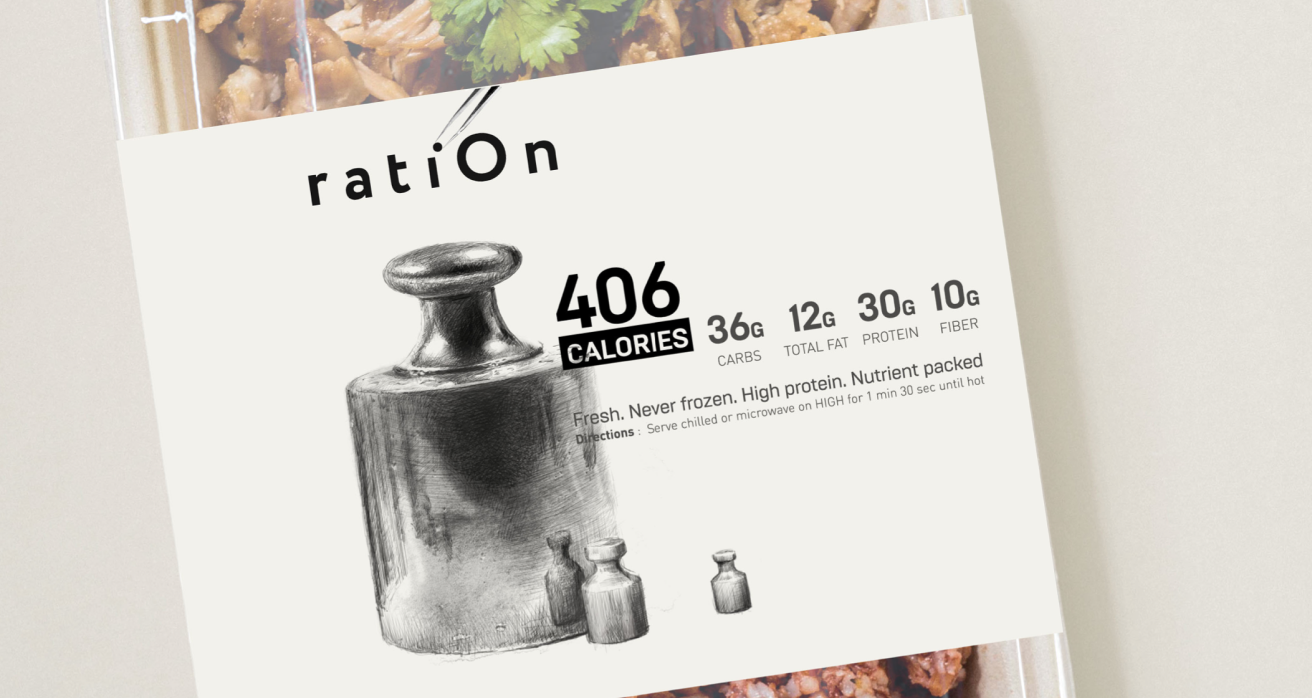 ratiOn
406
CALORIES
36G
CARBS
12G
TOTAL FAT
30G
PROTEIN
10G
FIBER
Fresh. Never frozen. High protein. Nutrient packed
Directions : Serve chilled or microwave on HIGH for 1 min 30 sec until hot